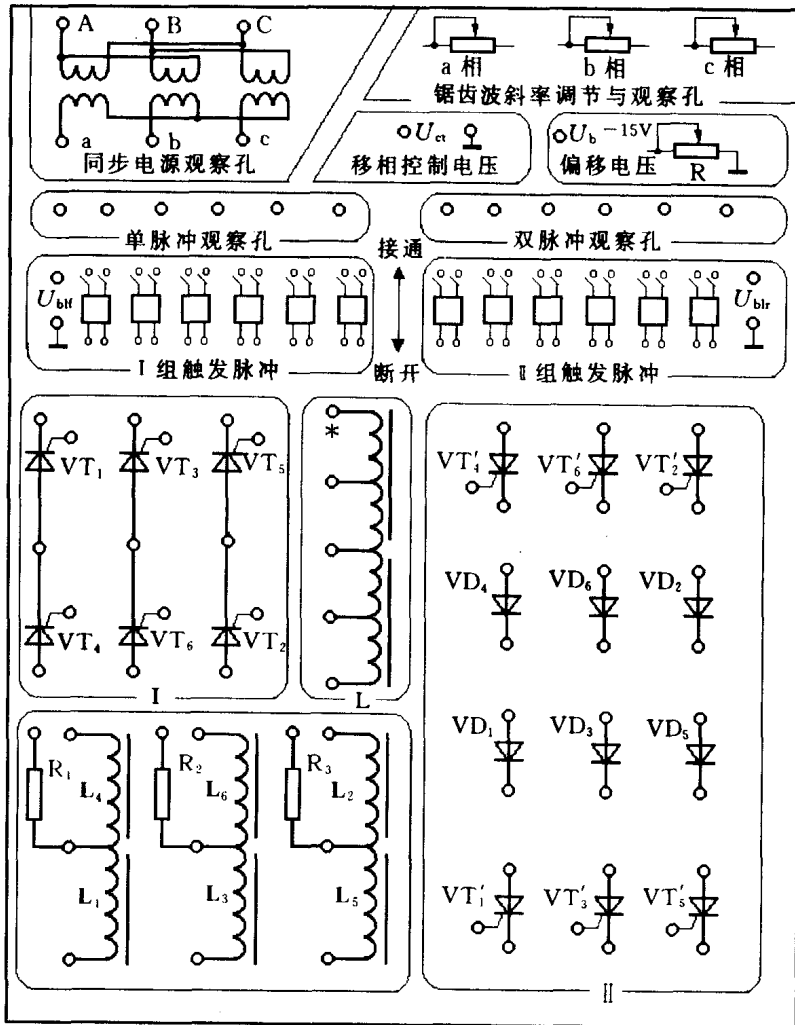 A B C
a 相 b 相 c 相
锯齿波斜率调节与观察孔
a b c
同步电源观察孔
Uct
移相控制电压
Ub -15V
R
偏移电压
单脉冲观察孔
接通
双脉冲观察孔
Ublf
Ublr
I 组触发脉冲
断开
II 组触发脉冲
VT1 VT3 VT5
*
VT'4 VT'6 VT'2
VD4 VD6 VD2
VT4 VT6 VT2
I
L
R1 L4 R2 L6 R3 L2
VD1 VD3 VD5
L1 L3 L5
VT'1 VT'3 VT'5
II